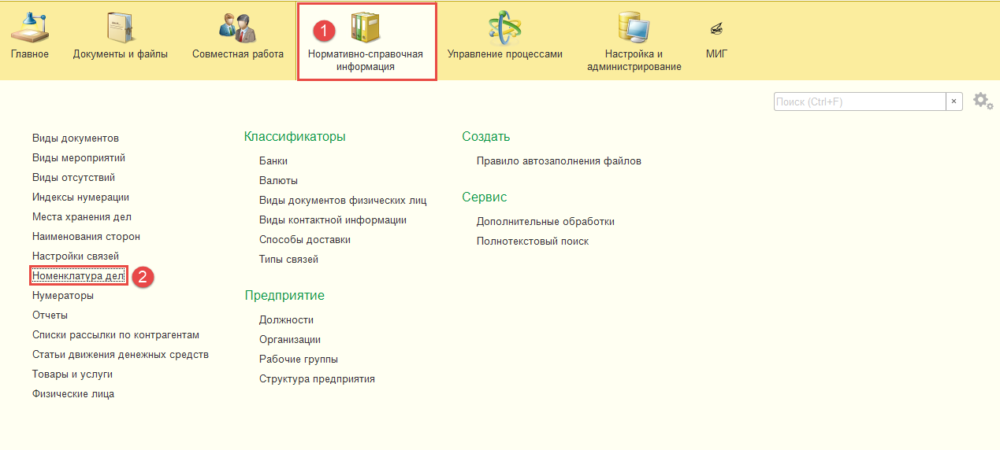 Главное
Документы и файлы
Совместная работа
1
Нормативно-справочная
информация
Управление процессами
Настройка и
администрирование
МИГ
Поиск (Ctrl+F)
×
Виды документов
Виды мероприятий
Виды отсутствий
Индексы нумерации
Места хранения дел
Наименования сторон
Настройки связей
Номенклатура дел
2
Нумераторы
Отчеты
Списки рассылки по контрагентам
Статьи движения денежных средств
Товары и услуги
Физические лица
Классификаторы
Банки
Валюты
Виды документов физических лиц
Виды контактной информации
Способы доставки
Типы связей
Предприятие
Должности
Организации
Рабочие группы
Структура предприятия
Создать
Правило автозаполнения файлов
Сервис
Дополнительные обработки
Полнотекстовый поиск